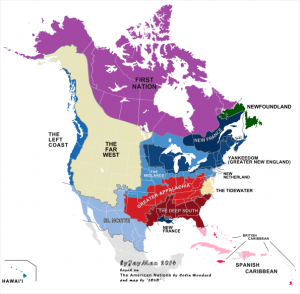 FIRST
NATION
NEWFOUNDLAND
NEW FRANCE
THE
LEFT
COAST
THE
FAR
WEST
YANKEEDOM
(GREATER NEW ENGLAND)
NEW
NETHERLAND
THE
MIDLANDS
THE TIDEWATER
GREATER APPALACHIA
EL NORTE
THE DEEP SOUTH
NEW
FRANCE
BRITISH
CARIBBEAN
SPANISH
CARIBBEAN
HAWAI'I
by JayMan 2014
based on
The American Nations by Colin Woodard
and map by